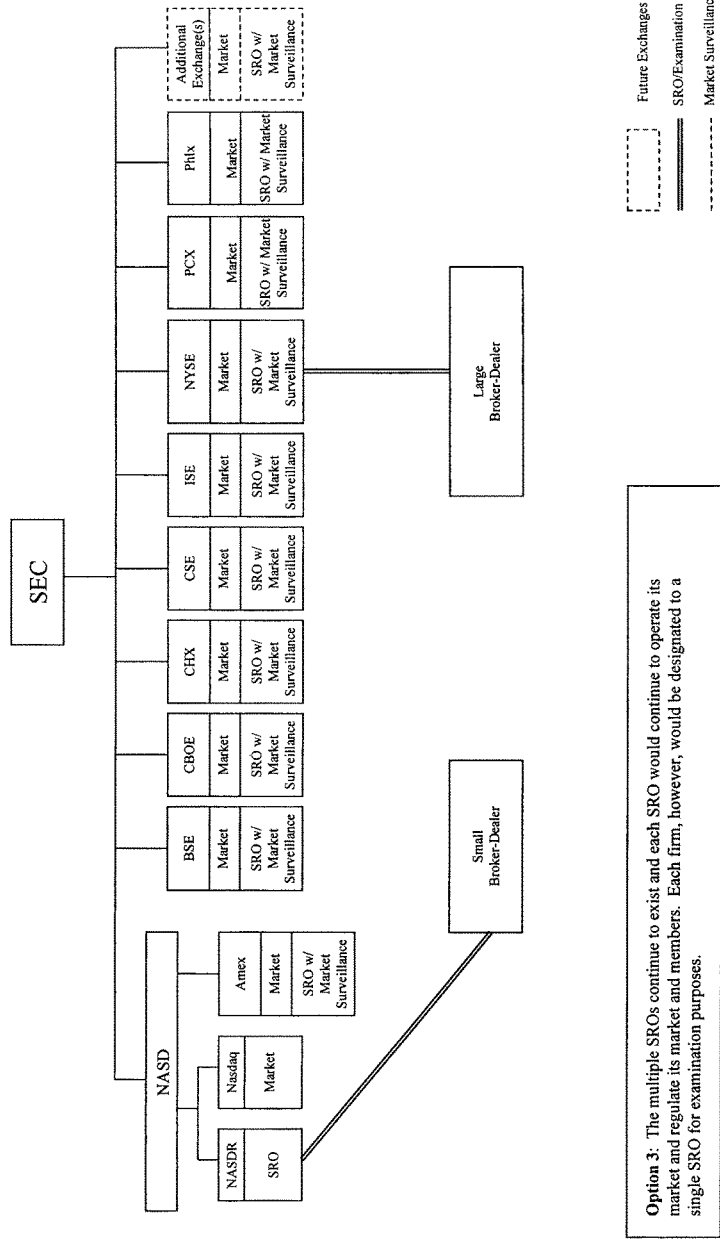 SEC
NASD
NASDR
SRO
Nasdaq
Market
Amex
Market
SRO w/
Market
Surveillance
BSE
Market
SRO w/
Market
Surveillance
CBOE
Market
SRO w/
Market
Surveillance
CHX
Market
SRO w/
Market
Surveillance
CSE
Market
SRO w/
Market
Surveillance
ISE
Market
SRO w/
Market
Surveillance
NYSE
Market
SRO w/
Market
Surveillance
PCX
Market
SRO w/ Market
Surveillance
Phlx
Market
SRO w/ Market
Surveillance
Additional
Exchange(s)
Market
SRO w/
Market
Surveillance
Small
Broker-Dealer
Large
Broker-Dealer
Option 3: The multiple SROs continue to exist and each SRO would continue to operate its
market and regulate its market and members. Each firm, however, would be designated to a
single SRO for examination purposes.
Future Exchanges
SRO/Examination
Market Surveillance